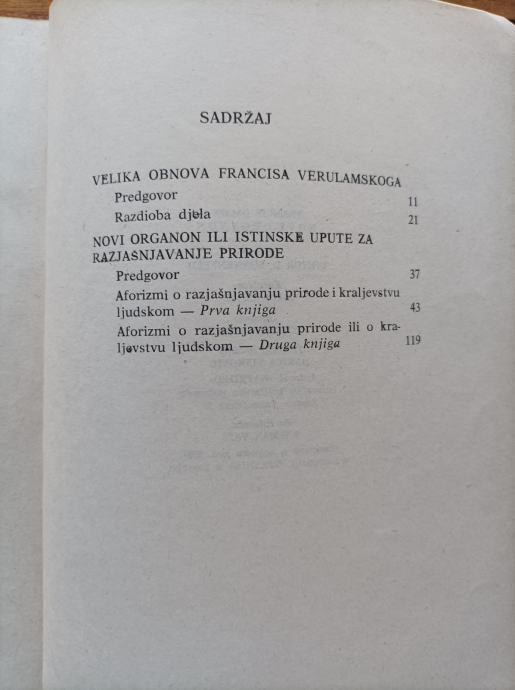 SADRŽAJ
VELIKA OBNOVA FRANCISA VERULAMSKOGA
Predgovor 11
Razdioba djela 21
NOVI ORGANON ILI ISTINSKE UPUTE ZA
RAZJAŠNJAVANJE PRIRODE
Predgovor 37
Aforizmi o razjašnjavanju prirode i kraljevstvu
ljudskom — Prva knjiga 43
Aforizmi o razjašnjavanju prirode ili o kra-
ljevstvu ljudskom — Druga knjiga 119